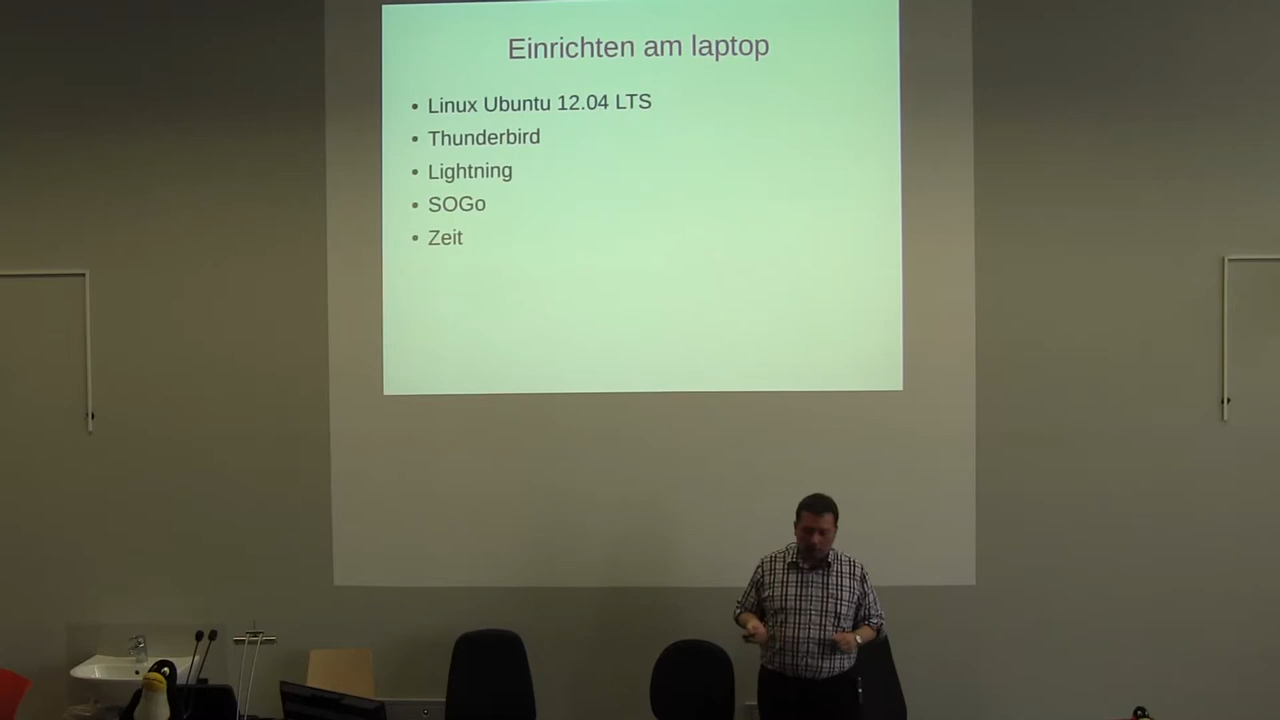 Einrichten am laptop
• Linux Ubuntu 12.04 LTS
• Thunderbird
• Lightning
• SOGo
• Zeit